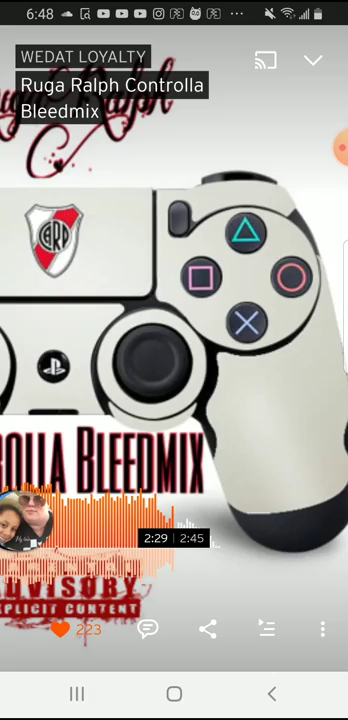 6:48
WEDAT LOYALTY
Ruga Ralph Controlla
Bleedmix
Ralph
CARP
ROLLA BLEEDMIX
2:29 | 2:45
ADVISORY
EXPLICIT CONTENT
223